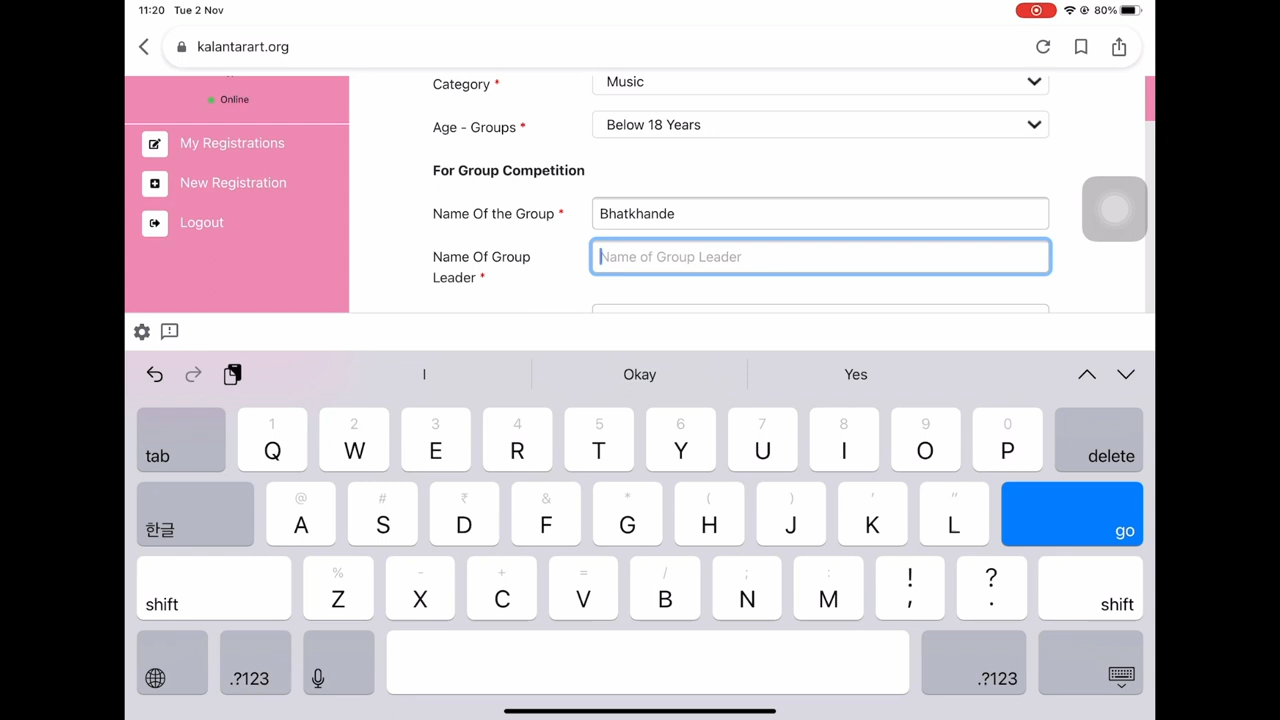 11:20 Tue 2 Nov 80%
kalantarart.org
Online
My Registrations
New Registration
Logout
Category * Music
Age - Groups * Below 18 Years
For Group Competition
Name Of the Group * Bhatkhande
Name Of Group Leader * Name of Group Leader
I Okay Yes
1 2 3 4 5 6 7 8 9 0
tab Q W E R T Y U I O P delete
@ # ₹ & * ( ) ' "
한글 A S D F G H J K L go
% - + = / ; : ! ?
shift Z X C V B N M , . shift
.?123 .?123